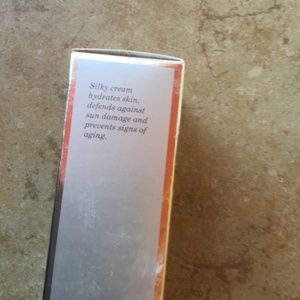 Silky cream
hydrates skin,
defends against
sun damage and
prevents signs of
aging.